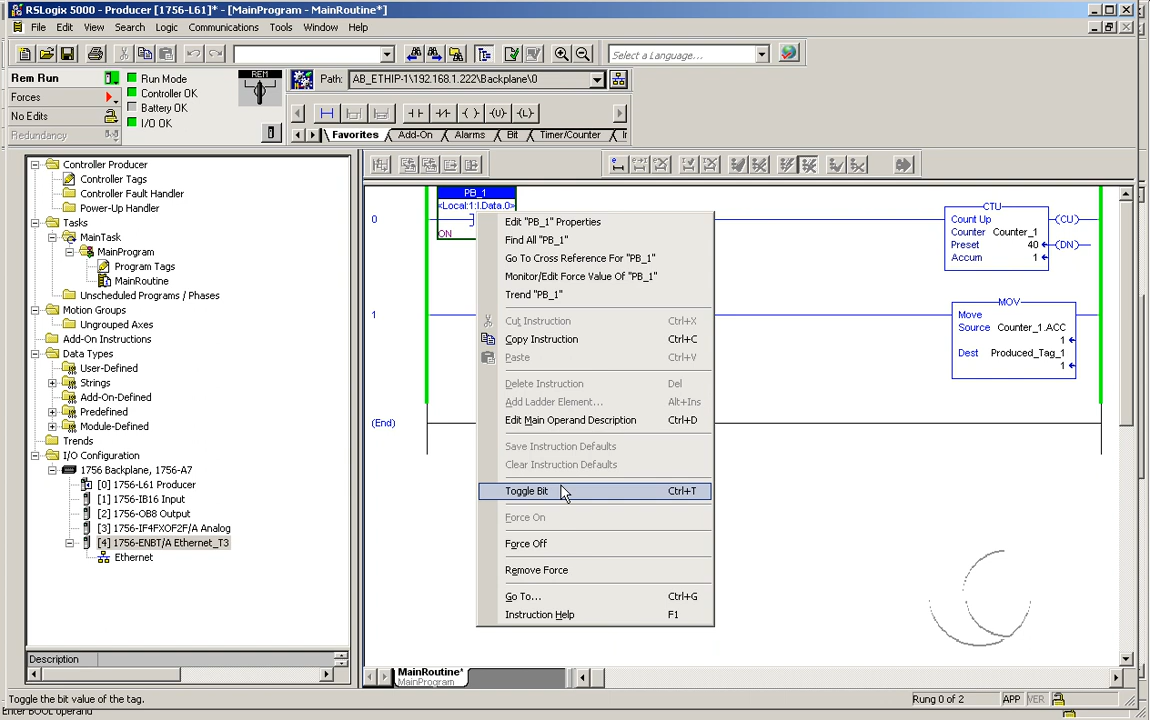 RSLogix 5000 - Producer [1756-L61]* - [MainProgram - MainRoutine*]
File Edit View Search Logic Communications Tools Window Help
Select a Language...
Rem Run
Run Mode
Controller OK
Battery OK
I/O OK
Forces
No Edits
Redundancy
REM
Path: AB_ETHIP-1\192.168.1.222\Backplane\0
Favorites Add-On Alarms Bit Timer/Counter
Controller Producer
Controller Tags
Controller Fault Handler
Power-Up Handler
Tasks
MainTask
MainProgram
Program Tags
MainRoutine
Unscheduled Programs / Phases
Motion Groups
Ungrouped Axes
Add-On Instructions
Data Types
User-Defined
Strings
Add-On-Defined
Predefined
Module-Defined
Trends
I/O Configuration
1756 Backplane, 1756-A7
[0] 1756-L61 Producer
[1] 1756-IB16 Input
[2] 1756-OB8 Output
[3] 1756-IF4FXOF2F/A Analog
[4] 1756-ENBT/A Ethernet_T3
Ethernet
Description
PB_1
<Local:1:I.Data.0>
0
ON
CTU
Count Up (CU)
Counter Counter_1
Preset 40 (DN)
Accum 1
1
MOV
Move
Source Counter_1.ACC
1
Dest Produced_Tag_1
1
(End)
Edit "PB_1" Properties
Find All "PB_1"
Go To Cross Reference For "PB_1"
Monitor/Edit Force Value Of "PB_1"
Trend "PB_1"
Cut Instruction Ctrl+X
Copy Instruction Ctrl+C
Paste Ctrl+V
Delete Instruction Del
Add Ladder Element... Alt+Ins
Edit Main Operand Description Ctrl+D
Save Instruction Defaults
Clear Instruction Defaults
Toggle Bit Ctrl+T
Force On
Force Off
Remove Force
Go To... Ctrl+G
Instruction Help F1
MainRoutine*
MainProgram
Toggle the bit value of the tag.
Rung 0 of 2 APP VER
Enter BOOL operand